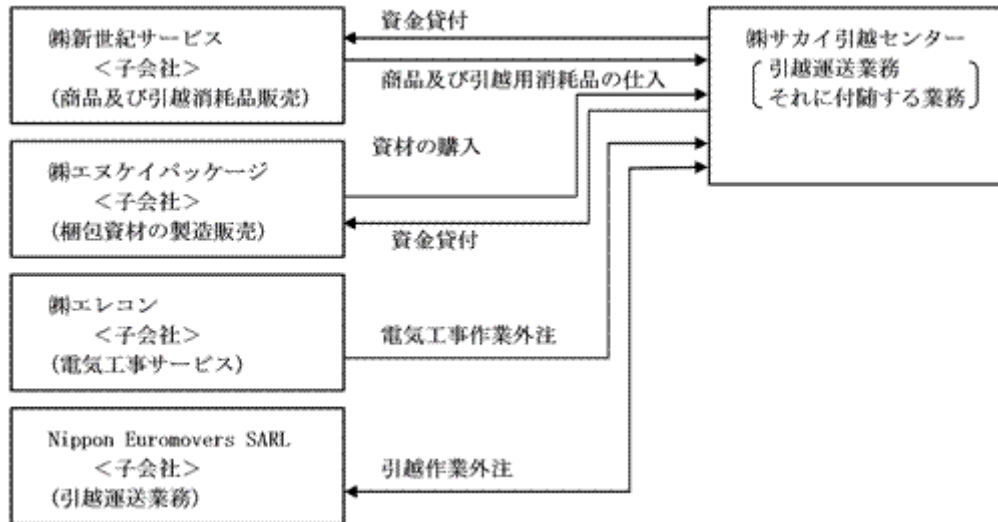 ㈱新世紀サービス
＜子会社＞
(商品及び引越消耗品販売)
資金貸付
商品及び引越用消耗品の仕入
㈱サカイ引越センター
引越運送業務
それに付随する業務
㈱エヌケイパッケージ
＜子会社＞
(梱包資材の製造販売)
資材の購入
資金貸付
㈱エレコン
＜子会社＞
(電気工事サービス)
電気工事作業外注
Nippon Euromovers SARL
＜子会社＞
(引越運送業務)
引越作業外注